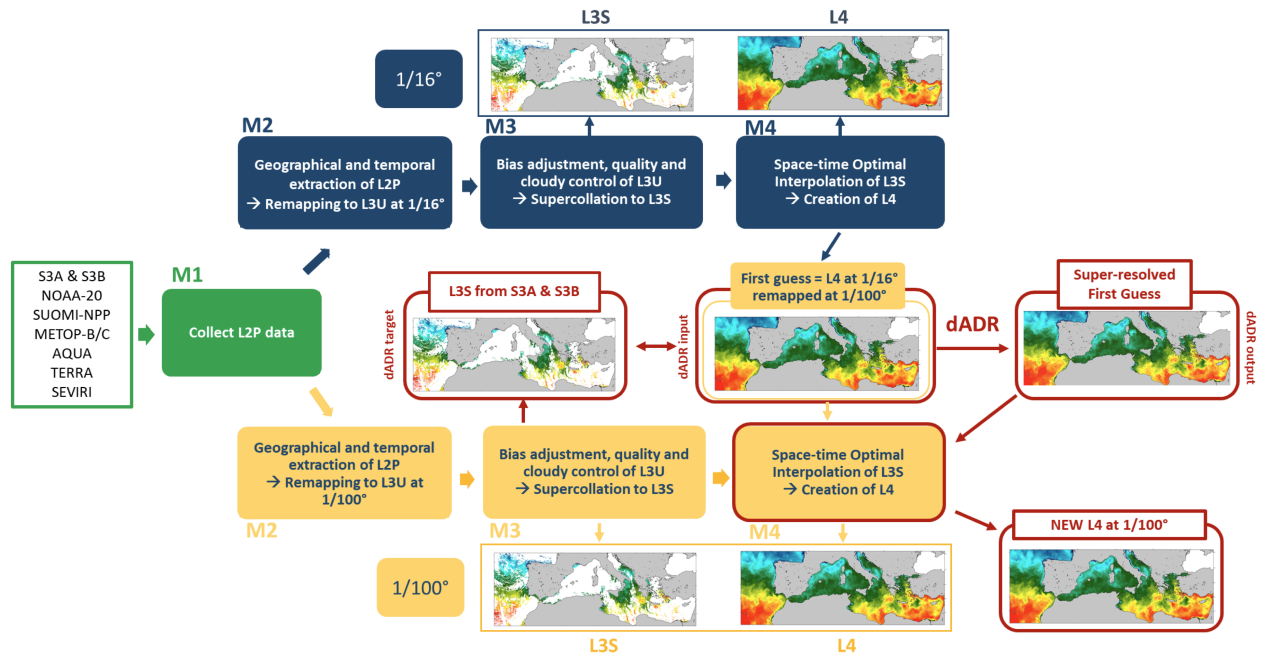 L3S
L4
1/16°
M2
M3
M4
Geographical and temporal
extraction of L2P
→ Remapping to L3U at 1/16°
Bias adjustment, quality and
cloudy control of L3U
→ Supercollation to L3S
Space-time Optimal
Interpolation of L3S
→ Creation of L4
S3A & S3B
NOAA-20
SUOMI-NPP
METOP-B/C
AQUA
TERRA
SEVIRI
M1
Collect L2P data
L3S from S3A & S3B
dADR target
First guess = L4 at 1/16°
remapped at 1/100°
dADR input
dADR
Super-resolved
First Guess
dADR output
Geographical and temporal
extraction of L2P
→ Remapping to L3U at
1/100°
M2
Bias adjustment, quality and
cloudy control of L3U
→ Supercollation to L3S
M3
Space-time Optimal
Interpolation of L3S
→ Creation of L4
M4
NEW L4 at 1/100°
1/100°
L3S
L4